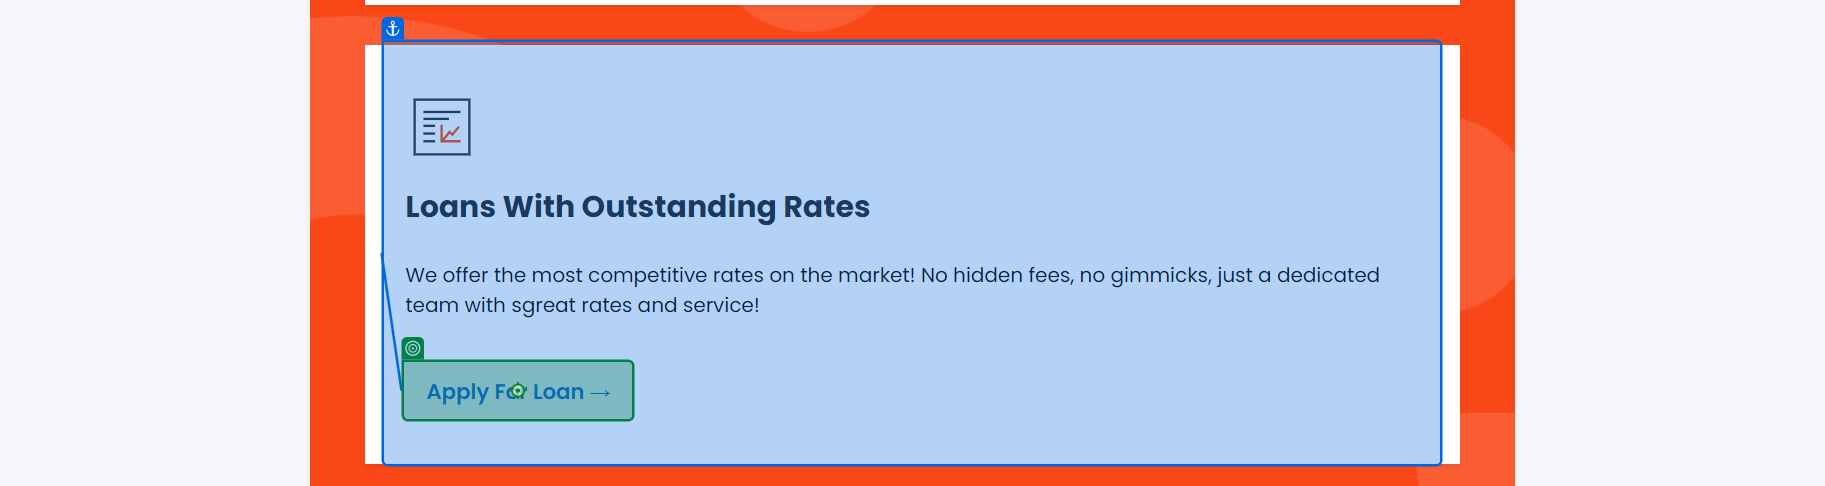 Loans With Outstanding Rates
We offer the most competitive rates on the market! No hidden fees, no gimmicks, just a dedicated
team with sgreat rates and service!
Apply For Loan →